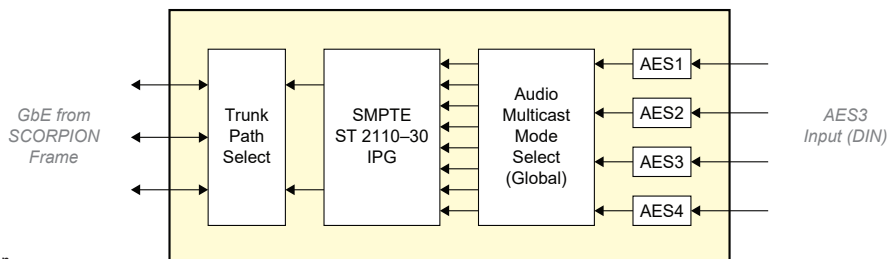 GbE from
SCORPION
Frame
Trunk
Path
Select
SMPTE
ST 2110–30
IPG
Audio
Multicast
Mode
Select
(Global)
AES1
AES2
AES3
AES4
AES3
Input (DIN)